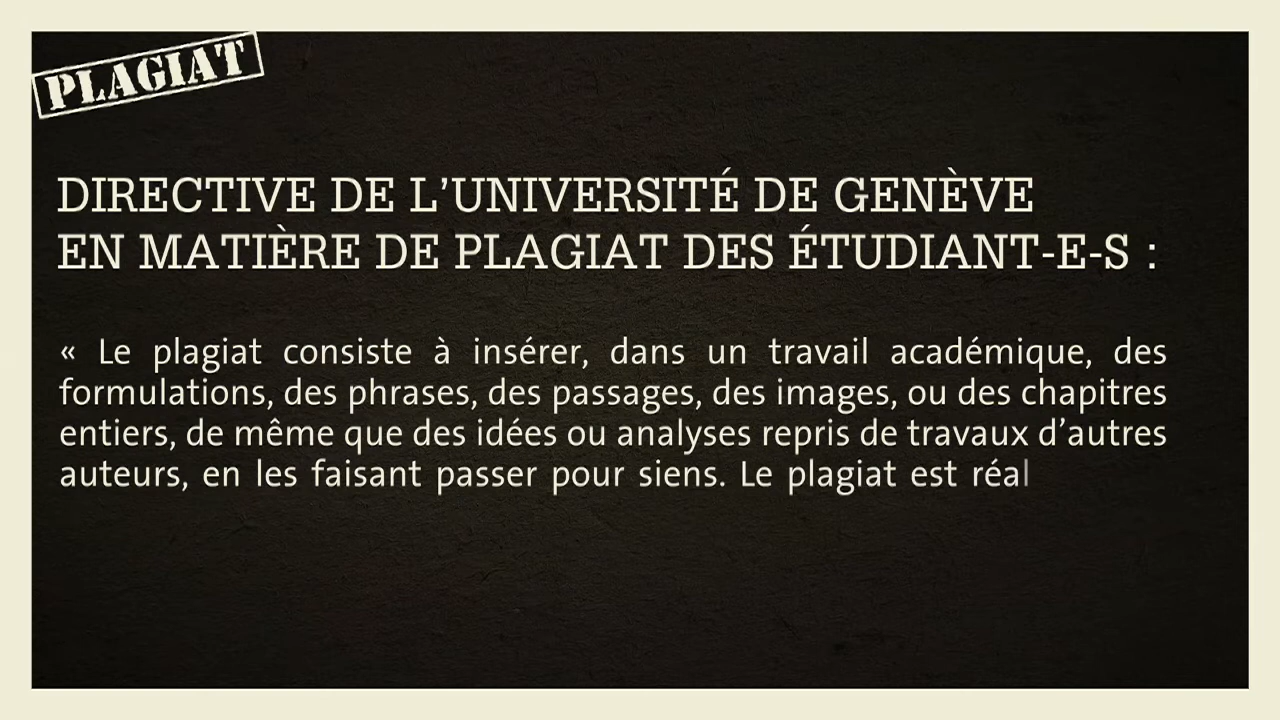 PLAGIAT
DIRECTIVE DE L’UNIVERSITÉ DE GENÈVE
EN MATIÈRE DE PLAGIAT DES ÉTUDIANT-E-S :
« Le plagiat consiste à insérer, dans un travail académique, des
formulations, des phrases, des passages, des images, ou des chapitres
entiers, de même que des idées ou analyses repris de travaux d’autres
auteurs, en les faisant passer pour siens. Le plagiat est réal